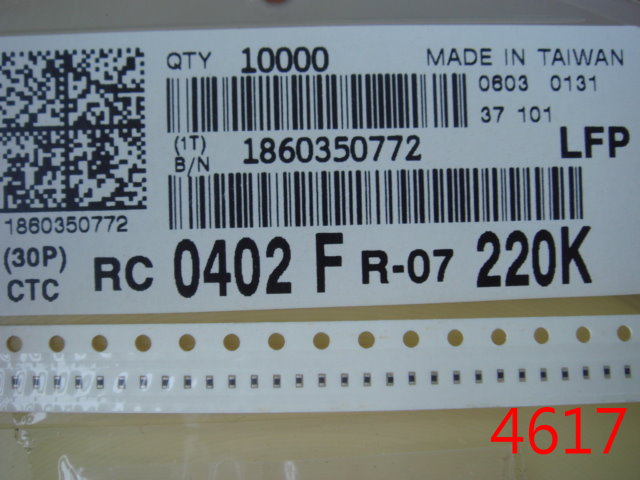 QTY 10000 MADE IN TAIWAN
0603 0131
37 101
(1T)
B/N 1860350772 LFP
1860350772
(30P)
CTC RC 0402 F R-07 220K
4617